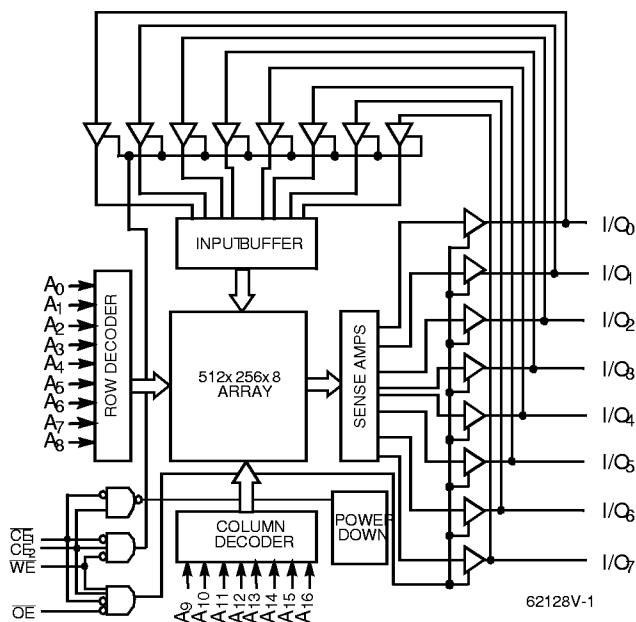 INPUTBUFFER
I/O0
I/O1
I/O2
I/O3
I/O4
I/O5
I/O6
I/O7
A0
A1
A2
A3
A4
A5
A6
A7
A8
ROW DECODER
512x 256x 8
ARRAY
SENSE AMPS
COLUMN
DECODER
POWER
DOWN
CE1
CE2
WE
OE
A9
A10
A11
A12
A13
A14
A15
A16
62128V-1